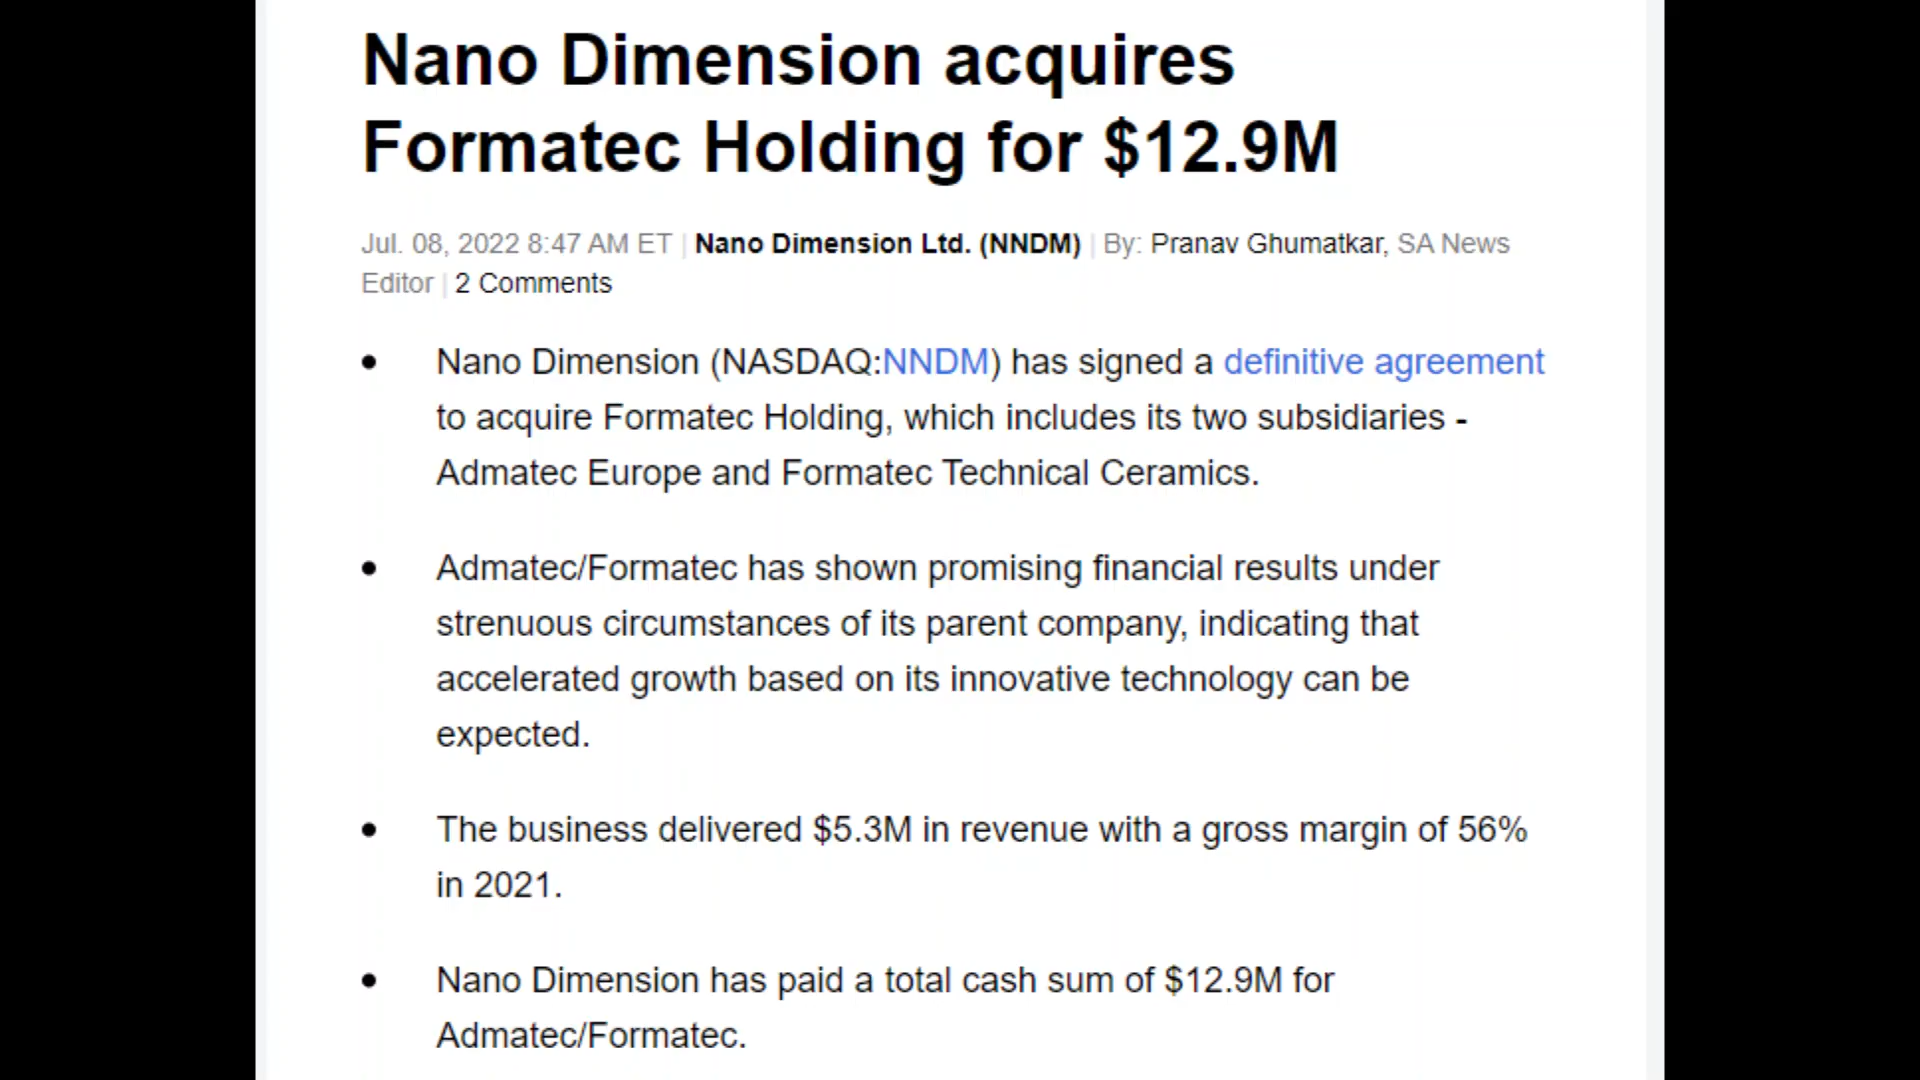 Nano Dimension acquires
Formatec Holding for $12.9M
Jul. 08, 2022 8:47 AM ET | Nano Dimension Ltd. (NNDM) | By: Pranav Ghumatkar, SA News
Editor | 2 Comments
• Nano Dimension (NASDAQ:NNDM) has signed a definitive agreement
to acquire Formatec Holding, which includes its two subsidiaries -
Admatec Europe and Formatec Technical Ceramics.
• Admatec/Formatec has shown promising financial results under
strenuous circumstances of its parent company, indicating that
accelerated growth based on its innovative technology can be
expected.
• The business delivered $5.3M in revenue with a gross margin of 56%
in 2021.
• Nano Dimension has paid a total cash sum of $12.9M for
Admatec/Formatec.